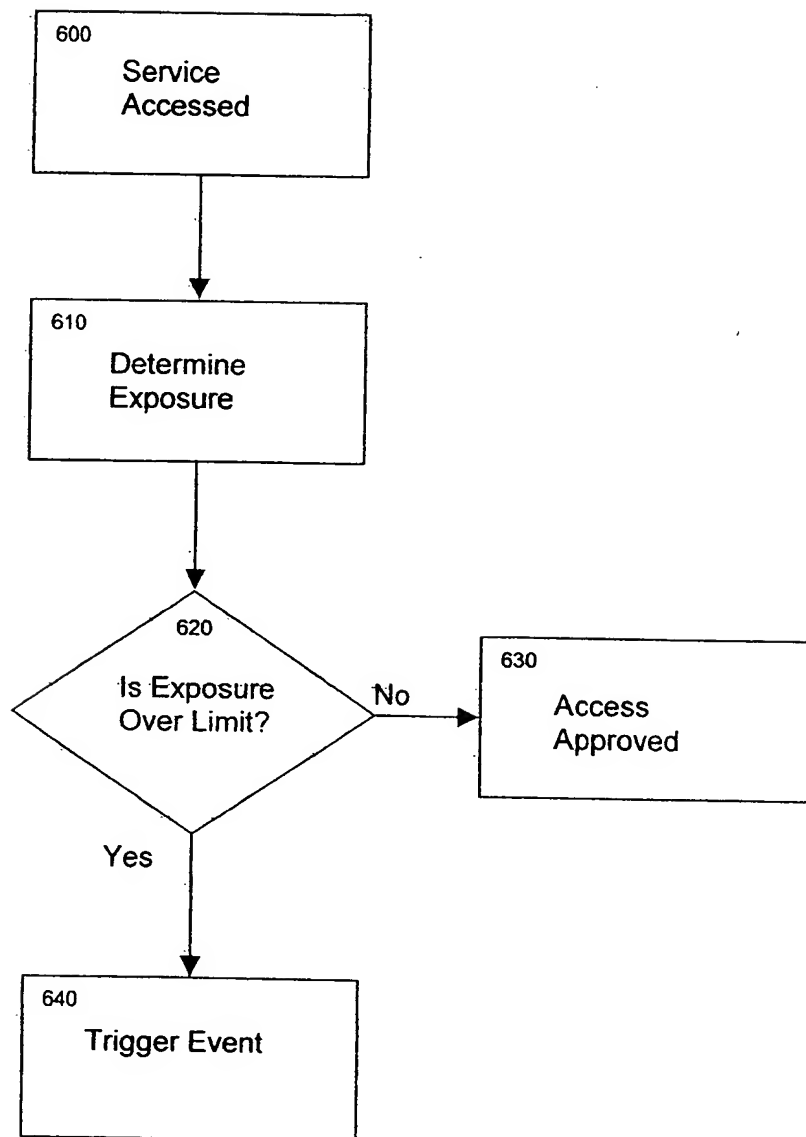 600
Service
Accessed
610
Determine
Exposure
620
Is Exposure
Over Limit?
No
630
Access
Approved
Yes
640
Trigger Event